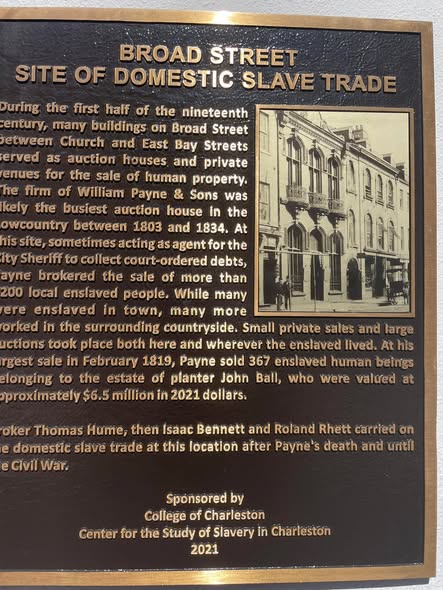 BROAD STREET
SITE OF DOMESTIC SLAVE TRADE
During the first half of the nineteenth
century, many buildings on Broad Street
between Church and East Bay Streets
served as auction houses and private
venues for the sale of human property.
The firm of William Payne & Sons was
likely the busiest auction house in the
Lowcountry between 1803 and 1834. At
this site, sometimes acting as agent for the
City Sheriff to collect court-ordered debts,
Payne brokered the sale of more than
200 local enslaved people. While many
were enslaved in town, many more
worked in the surrounding countryside. Small private sales and large
auctions took place both here and wherever the enslaved lived. At his
largest sale in February 1819, Payne sold 367 enslaved human beings
belonging to the estate of planter John Ball, who were valued at
approximately $6.5 million in 2021 dollars.
Broker Thomas Hume, then Isaac Bennett and Roland Rhett carried on
the domestic slave trade at this location after Payne's death and until
the Civil War.
Sponsored by
College of Charleston
Center for the Study of Slavery in Charleston
2021